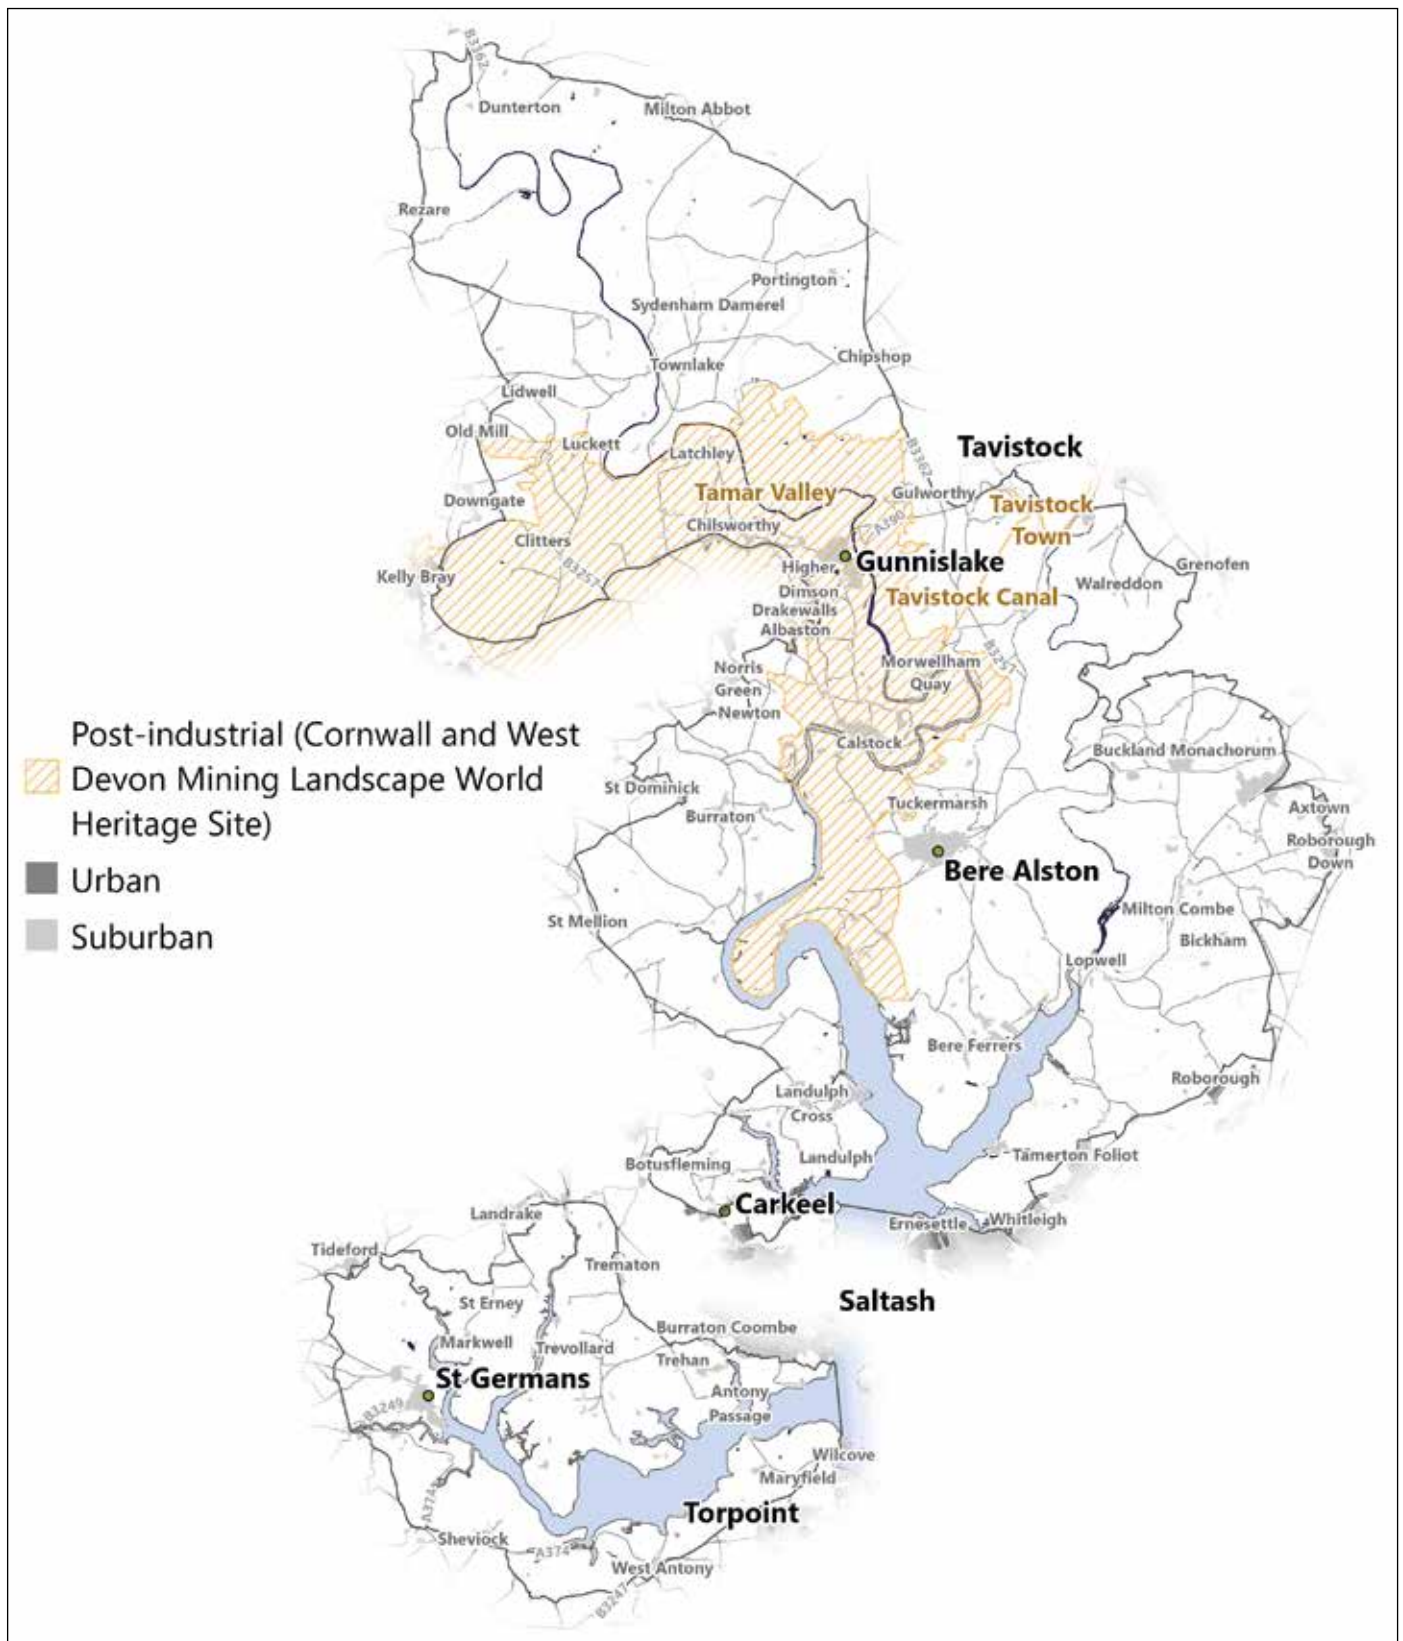 B3362
Dunterton
Milton Abbot
Rezare
Portington
Sydenham Damerel
Chipshop
Townlake
Lidwell
Old Mill
Luckett
Latchley
B3362
Tavistock
Tamar Valley
Gulworthy
Downgate
Tavistock
Town
Chilsworthy
A390
Clitters
B3257
Kelly Bray
Higher
Gunnislake
Grenofen
Dimson
Tavistock Canal
Walreddon
Drakewalls
Albaston
Norris
Green
Morwellham
Quay
B3257
Newton
Post-industrial (Cornwall and West
Devon Mining Landscape World
Heritage Site)
Urban
Suburban
Calstock
Buckland Monachorum
St Dominick
Burraton
Tuckermarsh
Axtown
Roborough
Down
Bere Alston
St Mellion
Milton Combe
Bickham
Lopwell
Bere Ferrers
Roborough
Landulph
Cross
Botusfleming
Landulph
Tamerton Foliot
Carkeel
Ernesettle
Whitleigh
Landrake
Tideford
Trematon
Saltash
St Erney
Burraton Coombe
Markwell
Trevollard
Trehan
St Germans
Antony
Passage
B3249
Wilcove
Maryfield
A374
Torpoint
Sheviock
A374
West Antony
B3247